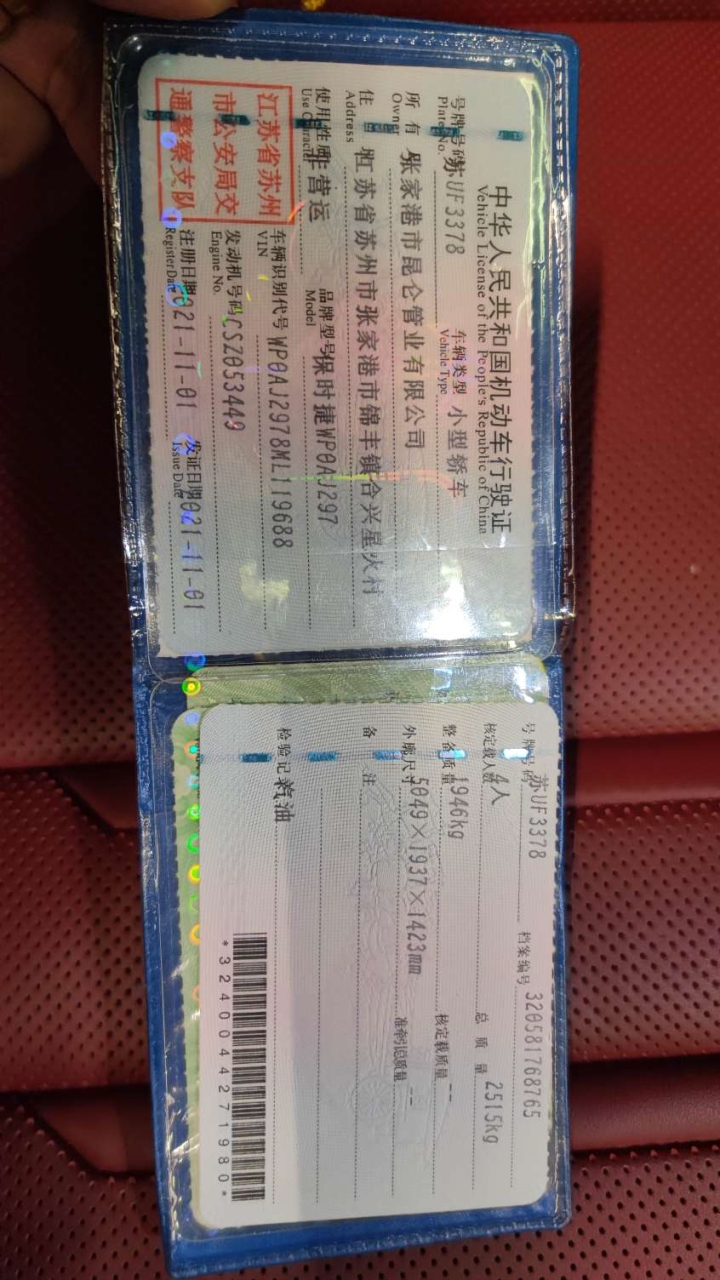 中华人民共和国机动车行驶证
Vehicle License of the People's Republic of China
号牌号码 苏UF3378 车辆类型 小型轿车
Plate No. Vehicle Type
所有人 张家港市昆仑管业有限公司
Owner
住址 江苏省苏州市张家港市锦丰镇合兴星火村
Address
使用性质 非营运 品牌型号 保时捷WP0AJ297
Use Character Model
江苏省苏州
市公安局交
通警察支队
车辆识别代号 WP0AJ2978ML119688
VIN
发动机号码 CSZ053449
Engine No.
注册日期 2021-11-01 发证日期 2021-11-01
Register Date Issue Date
号牌号码 苏UF3378 档案编号 320581768765
核定载人数 4人 总质量 2515kg
整备质量 1946kg 核定载质量 --
外廓尺寸 5049×1937×1423mm 准牵引总质量 --
备注
检验记录 汽油
*3240044271980*